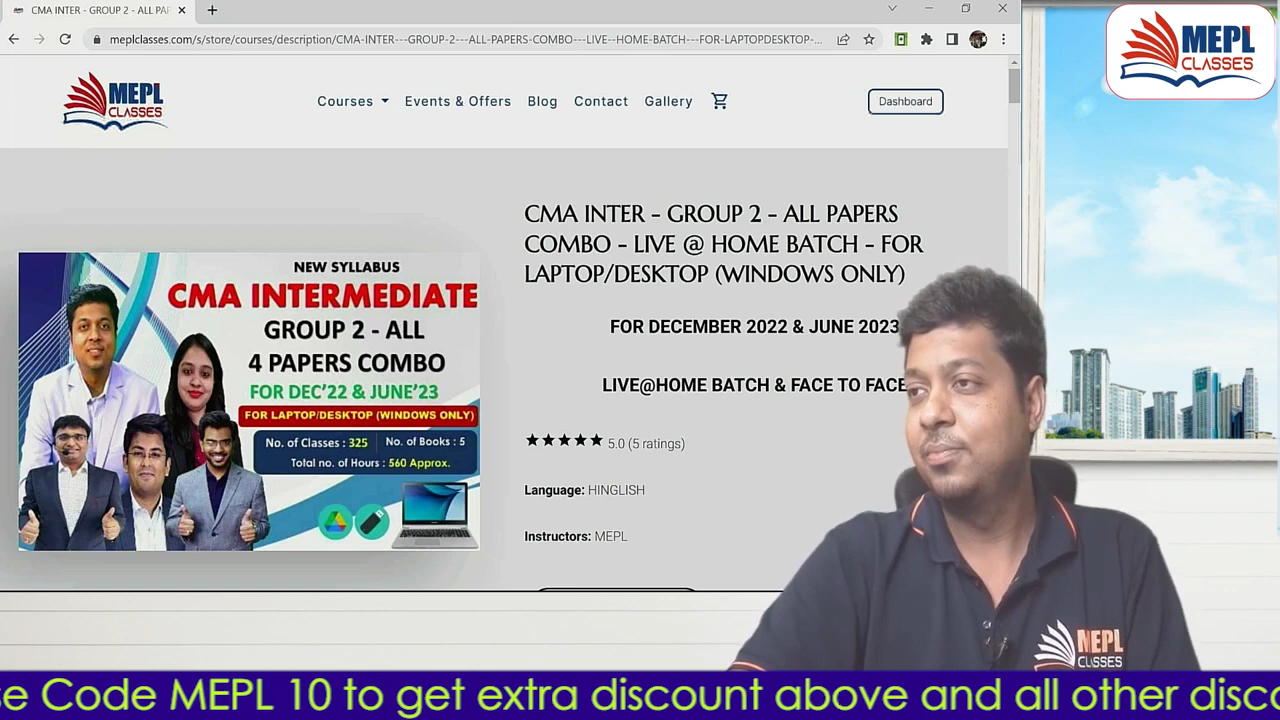 CMA INTER - GROUP 2 - ALL PAP
meplclasses.com/s/store/courses/description/CMA-INTER---GROUP-2---ALL-PAPERS-COMBO---LIVE--HOME-BATCH---FOR-LAPTOPDESKTOP-...
MEPL
CLASSES
MEPL
CLASSES
Courses
Events & Offers
Blog
Contact
Gallery
Dashboard
CMA INTER - GROUP 2 - ALL PAPERS
COMBO - LIVE @ HOME BATCH - FOR
LAPTOP/DESKTOP (WINDOWS ONLY)
FOR DECEMBER 2022 & JUNE 2023
LIVE@HOME BATCH & FACE TO FACE
5.0 (5 ratings)
Language: HINGLISH
Instructors: MEPL
NEW SYLLABUS
CMA INTERMEDIATE
GROUP 2 - ALL
4 PAPERS COMBO
FOR DEC'22 & JUNE'23
FOR LAPTOP/DESKTOP (WINDOWS ONLY)
No. of Classes : 325
No. of Books : 5
Total no. of Hours : 560 Approx.
MEPL
CLASSES
se Code MEPL 10 to get extra discount above and all other disc